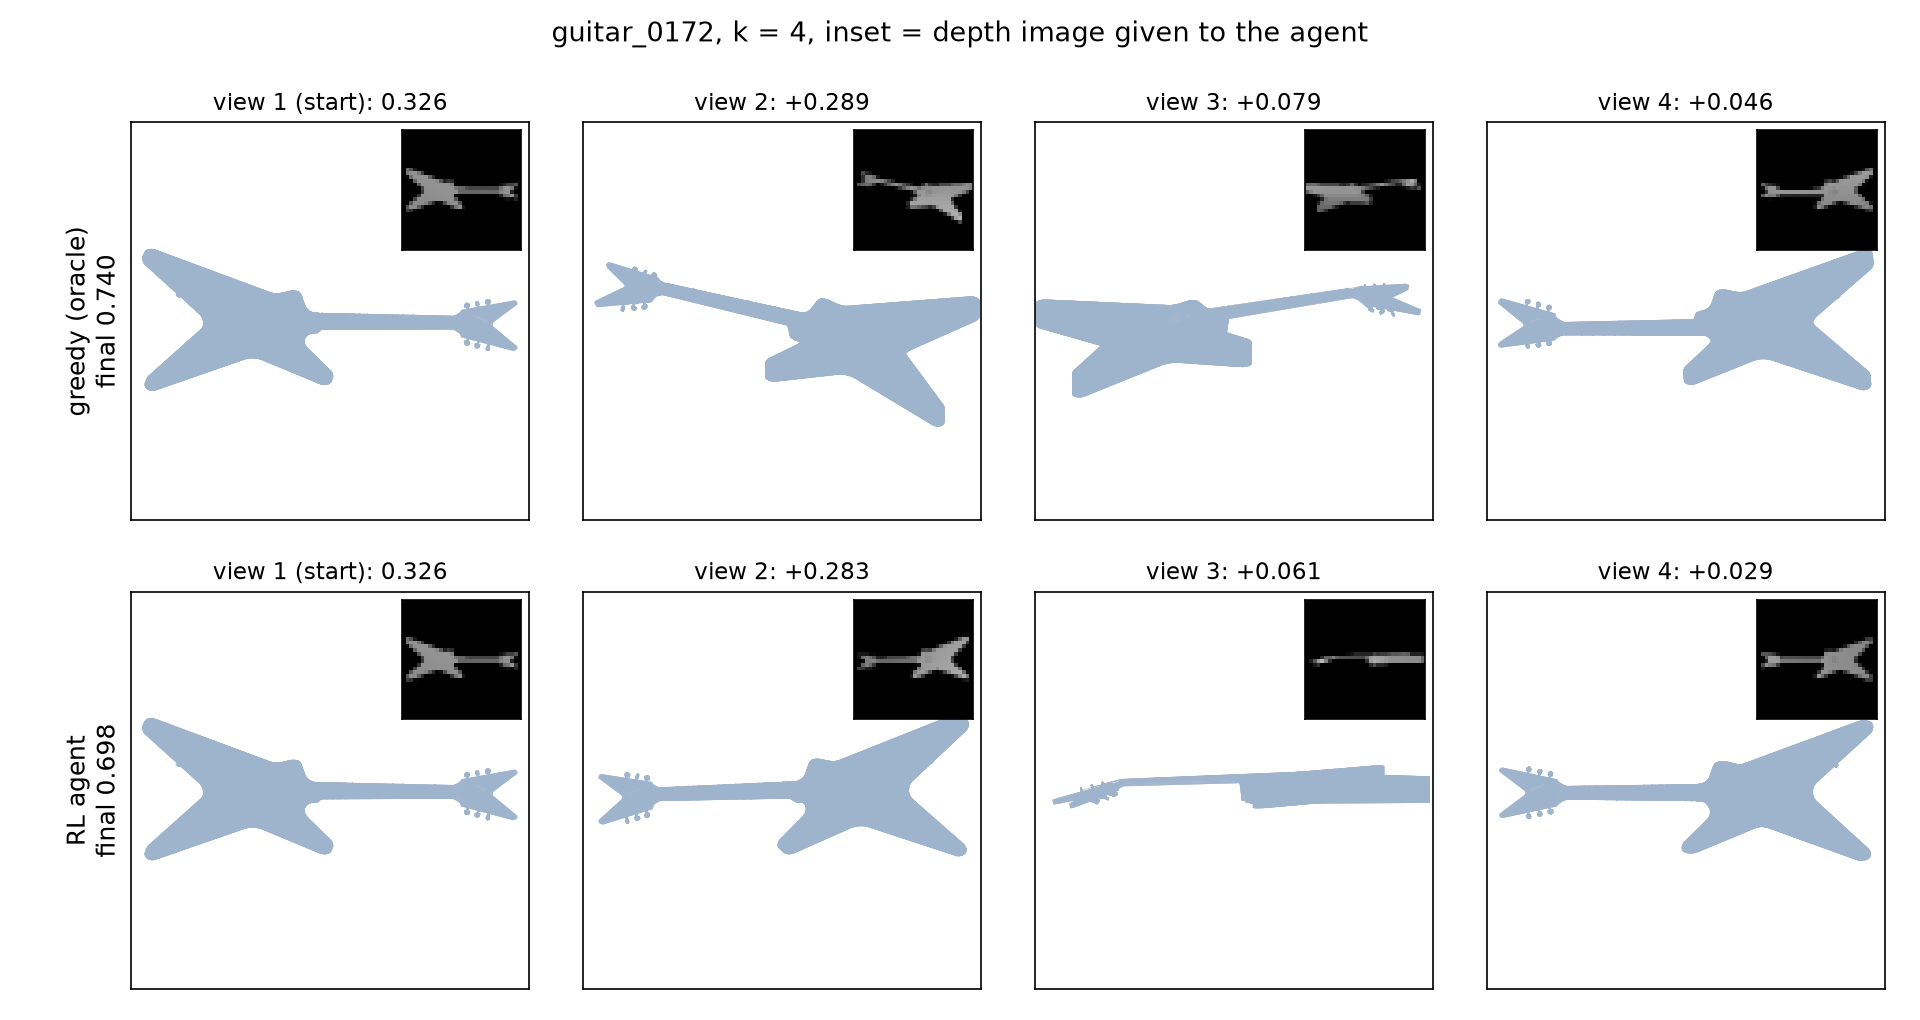 guitar_0172, k = 4, inset = depth image given to the agent
greedy (oracle)
final 0.740
view 1 (start): 0.326
view 2: +0.289
view 3: +0.079
view 4: +0.046
RL agent
final 0.698
view 1 (start): 0.326
view 2: +0.283
view 3: +0.061
view 4: +0.029